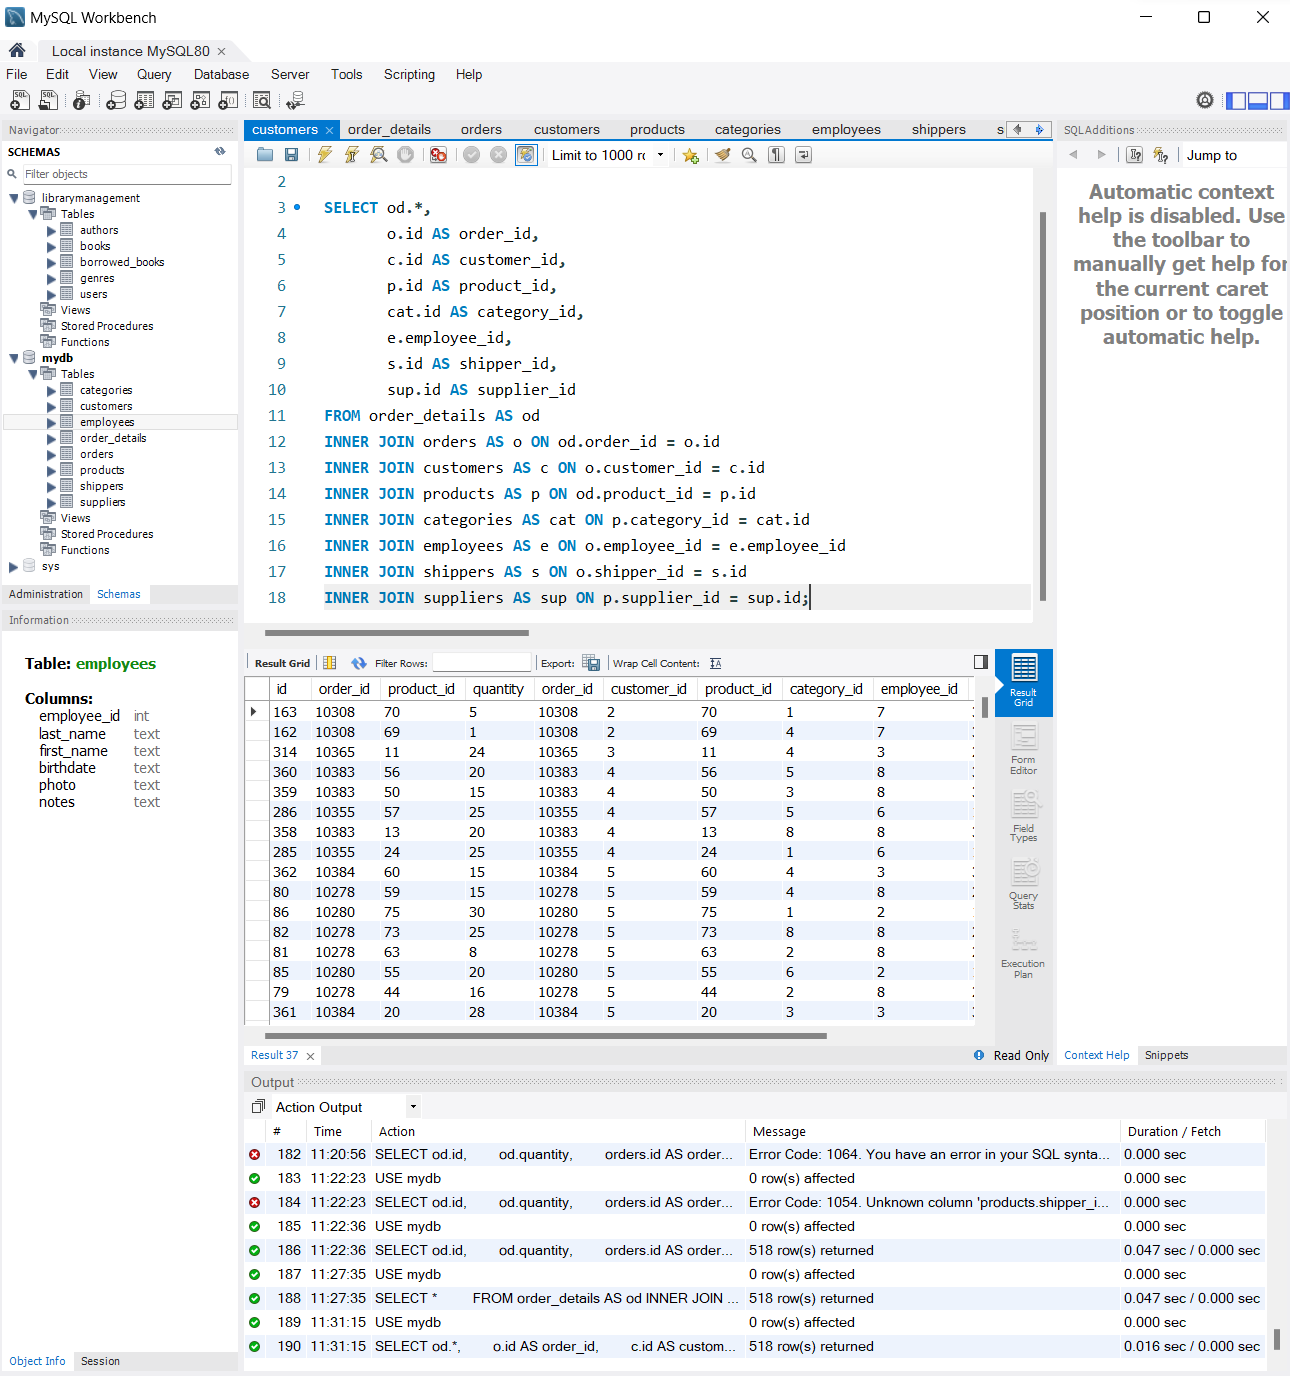 MySQL Workbench
Local instance MySQL80
File Edit View Query Database Server Tools Scripting Help
Navigator
SCHEMAS
Filter objects
librarymanagement
Tables
authors
books
borrowed_books
genres
users
Views
Stored Procedures
Functions
mydb
Tables
categories
customers
employees
order_details
orders
products
shippers
suppliers
Views
Stored Procedures
Functions
sys
Administration Schemas
Information
Table: employees
Columns:
employee_id int
last_name text
first_name text
birthdate text
photo text
notes text
Object Info Session
customers order_details orders customers products categories employees shippers s
Limit to 1000 rc
2
3 SELECT od.*,
4 o.id AS order_id,
5 c.id AS customer_id,
6 p.id AS product_id,
7 cat.id AS category_id,
8 e.employee_id,
9 s.id AS shipper_id,
10 sup.id AS supplier_id
11 FROM order_details AS od
12 INNER JOIN orders AS o ON od.order_id = o.id
13 INNER JOIN customers AS c ON o.customer_id = c.id
14 INNER JOIN products AS p ON od.product_id = p.id
15 INNER JOIN categories AS cat ON p.category_id = cat.id
16 INNER JOIN employees AS e ON o.employee_id = e.employee_id
17 INNER JOIN shippers AS s ON o.shipper_id = s.id
18 INNER JOIN suppliers AS sup ON p.supplier_id = sup.id;
Result Grid Filter Rows: Export: Wrap Cell Content:
id order_id product_id quantity order_id customer_id product_id category_id employee_id
163 10308 70 5 10308 2 70 1 7
162 10308 69 1 10308 2 69 4 7
314 10365 11 24 10365 3 11 4 3
360 10383 56 20 10383 4 56 5 8
359 10383 50 15 10383 4 50 3 8
286 10355 57 25 10355 4 57 5 6
358 10383 13 20 10383 4 13 8 8
285 10355 24 25 10355 4 24 1 6
362 10384 60 15 10384 5 60 4 3
80 10278 59 15 10278 5 59 4 8
86 10280 75 30 10280 5 75 1 2
82 10278 73 25 10278 5 73 8 8
81 10278 63 8 10278 5 63 2 8
85 10280 55 20 10280 5 55 6 2
79 10278 44 16 10278 5 44 2 8
361 10384 20 28 10384 5 20 3 3
Result Grid
Form Editor
Field Types
Query Stats
Execution Plan
Result 37 Read Only
SQLAdditions
Jump to
Automatic context
help is disabled. Use
the toolbar to
manually get help for
the current caret
position or to toggle
automatic help.
Context Help Snippets
Output
Action Output
# Time Action Message Duration / Fetch
182 11:20:56 SELECT od.id, od.quantity, orders.id AS order... Error Code: 1064. You have an error in your SQL synta... 0.000 sec
183 11:22:23 USE mydb 0 row(s) affected 0.000 sec
184 11:22:23 SELECT od.id, od.quantity, orders.id AS order... Error Code: 1054. Unknown column 'products.shipper_i... 0.000 sec
185 11:22:36 USE mydb 0 row(s) affected 0.000 sec
186 11:22:36 SELECT od.id, od.quantity, orders.id AS order... 518 row(s) returned 0.047 sec / 0.000 sec
187 11:27:35 USE mydb 0 row(s) affected 0.000 sec
188 11:27:35 SELECT * FROM order_details AS od INNER JOIN ... 518 row(s) returned 0.047 sec / 0.000 sec
189 11:31:15 USE mydb 0 row(s) affected 0.000 sec
190 11:31:15 SELECT od.*, o.id AS order_id, c.id AS custom... 518 row(s) returned 0.016 sec / 0.000 sec